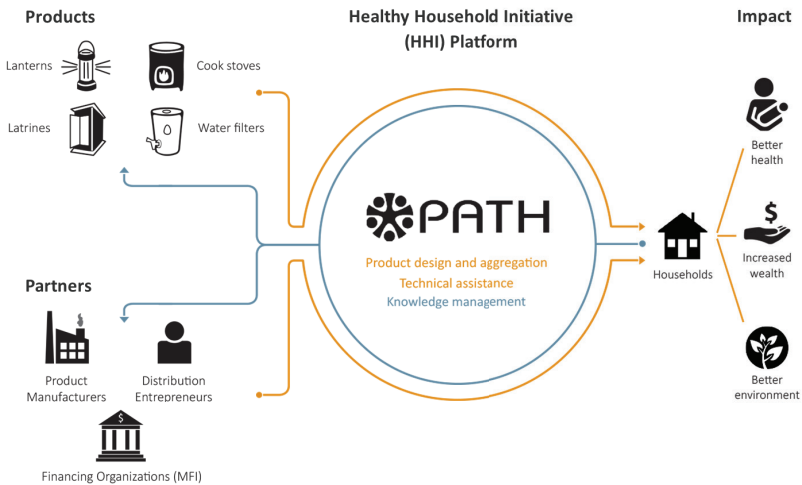 Products
Healthy Household Initiative
(HHI) Platform
Impact
Lanterns
Cook stoves
Latrines
Water filters
Better
health
PATH
Product design and aggregation
Technical assistance
Knowledge management
$
Households
Increased
wealth
Partners
Product
Manufacturers
Distribution
Entrepreneurs
Better
environment
$
Financing Organizations (MFI)